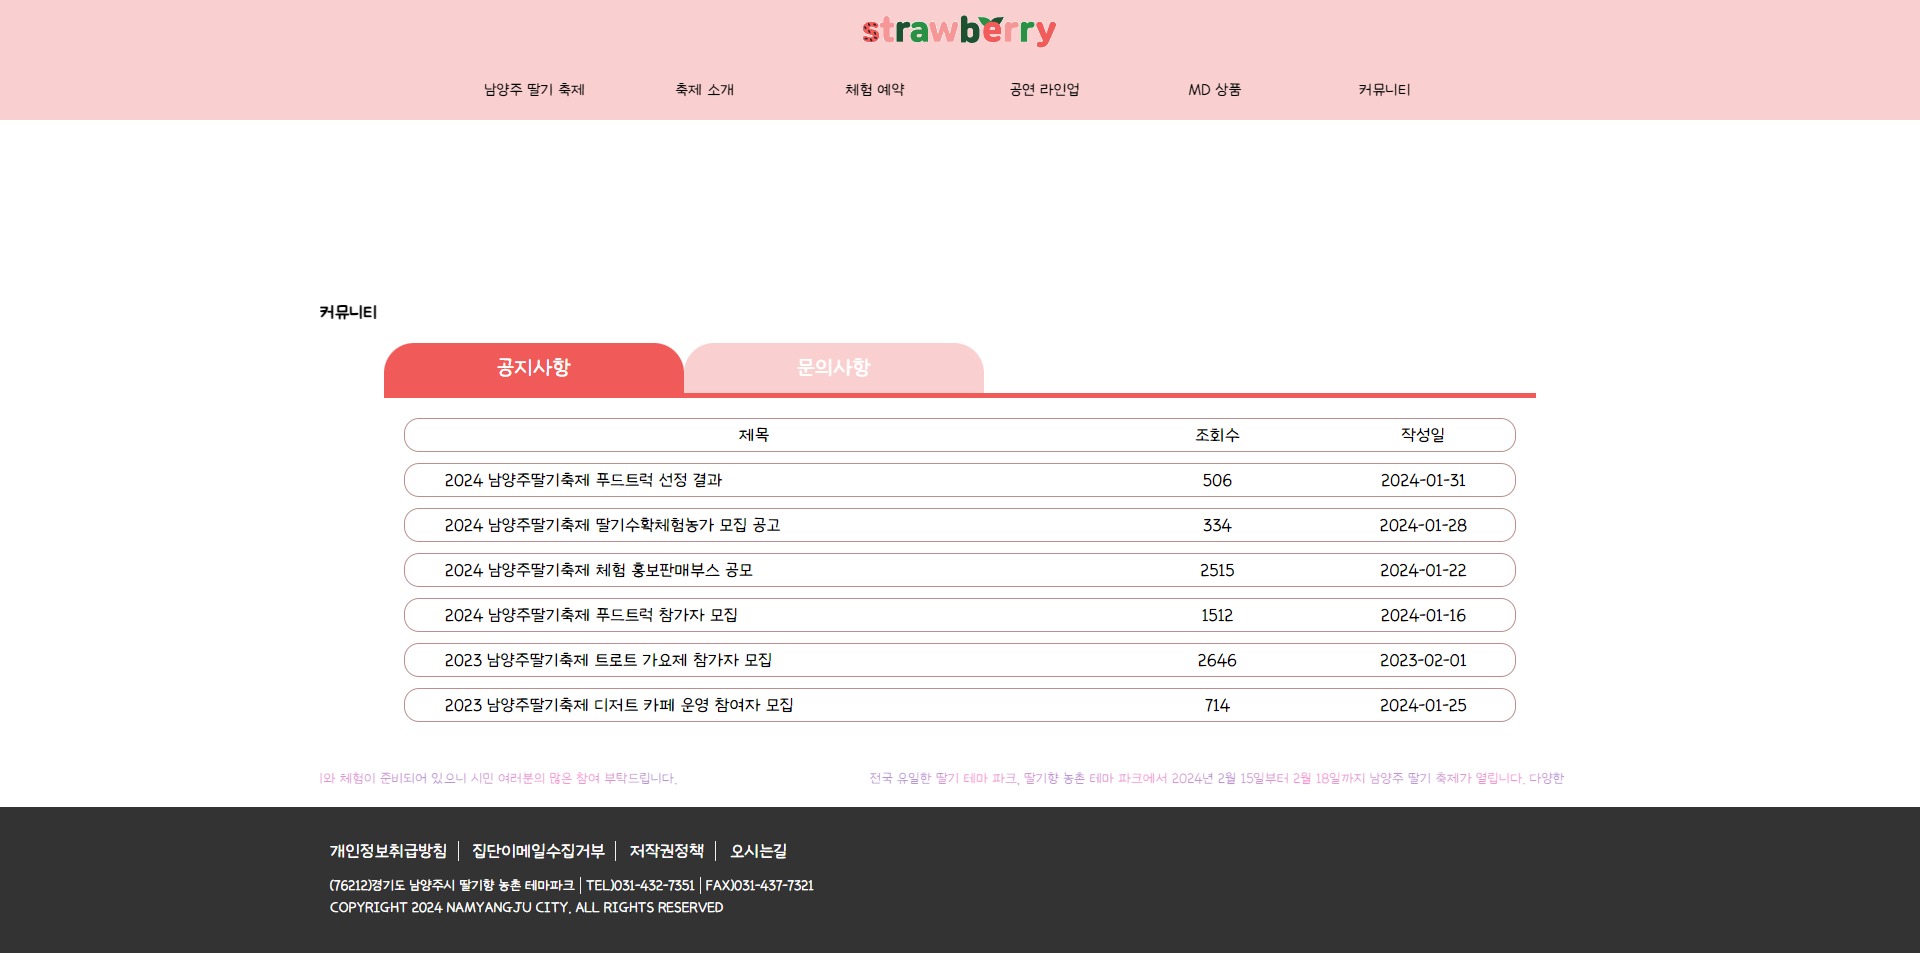 strawberry
남양주 딸기 축제 축제 소개 체험 예약 공연 라인업 MD 상품 커뮤니티
커뮤니티
공지사항 문의사항
제목 조회수 작성일
2024 남양주딸기축제 푸드트럭 선정 결과 506 2024-01-31
2024 남양주딸기축제 딸기수확체험농가 모집 공고 334 2024-01-28
2024 남양주딸기축제 체험 홍보판매부스 공모 2515 2024-01-22
2024 남양주딸기축제 푸드트럭 참가자 모집 1512 2024-01-16
2023 남양주딸기축제 트로트 가요제 참가자 모집 2646 2023-02-01
2023 남양주딸기축제 디저트 카페 운영 참여자 모집 714 2024-01-25
와 체험이 준비되어 있으니 시민 여러분의 많은 참여 부탁드립니다. 전국 유일한 딸기 테마 파크, 딸기향 농촌 테마 파크에서 2024년 2월 15일부터 2월 18일까지 남양주 딸기 축제가 열립니다. 다양한
개인정보취급방침 집단이메일수집거부 저작권정책 오시는길
(76212)경기도 남양주시 딸기향 농촌 테마파크 TEL)031-432-7351 FAX)031-437-7321
COPYRIGHT 2024 NAMYANGJU CITY. ALL RIGHTS RESERVED